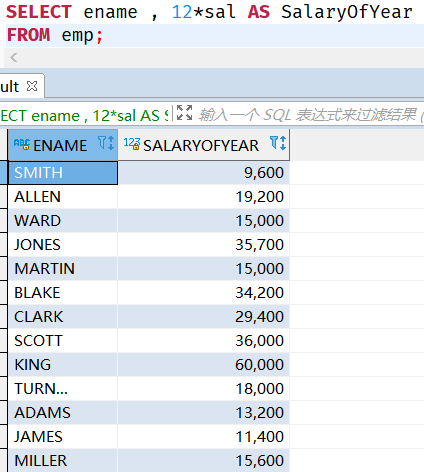 SELECT ename , 12*sal AS SalaryOfYear
FROM emp;
ult
ECT ename , 12*sal AS S 输入一个 SQL 表达式来过滤结果 (
ABC ENAME 123 SALARYOFYEAR
SMITH 9,600
ALLEN 19,200
WARD 15,000
JONES 35,700
MARTIN 15,000
BLAKE 34,200
CLARK 29,400
SCOTT 36,000
KING 60,000
TURN... 18,000
ADAMS 13,200
JAMES 11,400
MILLER 15,600